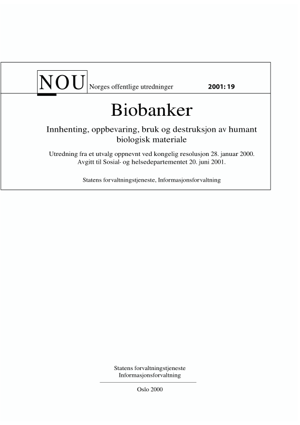 NOU Norges offentlige utredninger 2001: 19
Biobanker
Innhenting, oppbevaring, bruk og destruksjon av humant
biologisk materiale
Utredning fra et utvalg oppnevnt ved kongelig resolusjon 28. januar 2000.
Avgitt til Sosial- og helsedepartementet 20. juni 2001.
Statens forvaltningstjeneste, Informasjonsforvaltning
Statens forvaltningstjeneste
Informasjonsforvaltning
Oslo 2000